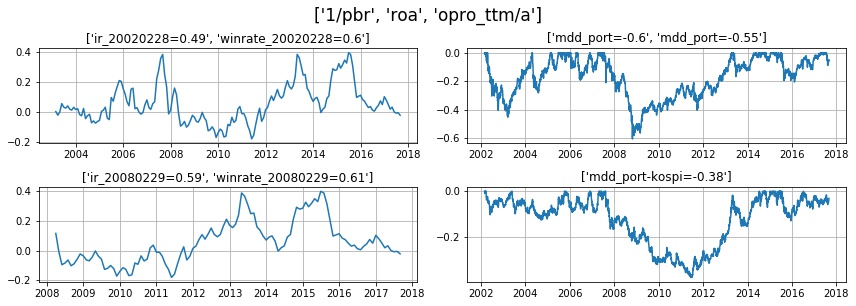 ['1/pbr', 'roa', 'opro_ttm/a']
['ir_20020228=0.49', 'winrate_20020228=0.6']
0.4
0.2
0.0
−0.2
2004 2006 2008 2010 2012 2014 2016 2018
['mdd_port=-0.6', 'mdd_port=-0.55']
0.0
−0.2
−0.4
−0.6
2002 2004 2006 2008 2010 2012 2014 2016 2018
['ir_20080229=0.59', 'winrate_20080229=0.61']
0.4
0.2
0.0
−0.2
2008 2009 2010 2011 2012 2013 2014 2015 2016 2017 2018
['mdd_port-kospi=-0.38']
0.0
−0.2
2002 2004 2006 2008 2010 2012 2014 2016 2018